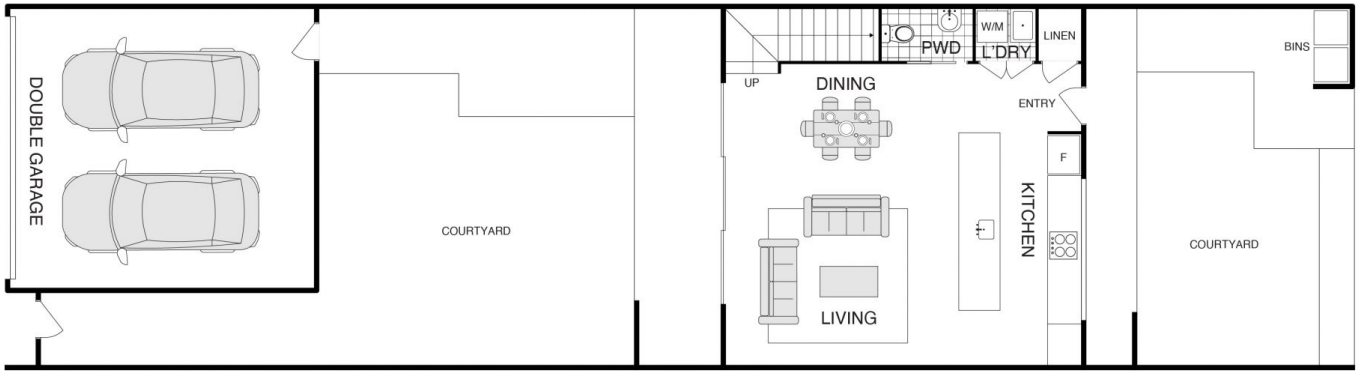 DOUBLE GARAGE
COURTYARD
UP
PWD
W/M
L'DRY
LINEN
DINING
ENTRY
F
KITCHEN
LIVING
BINS
COURTYARD